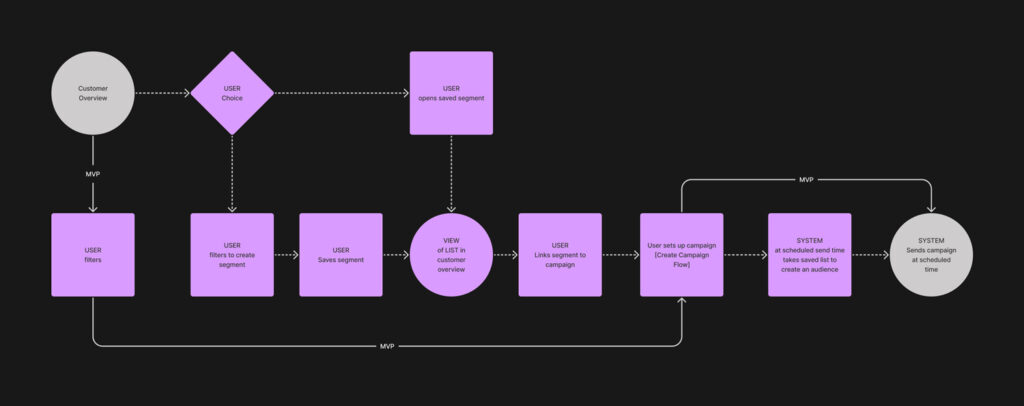 Customer
Overview
USER
Choice
USER
opens saved segment
MVP
USER
filters
USER
filters to create
segment
USER
Saves segment
VIEW
of LIST in
customer
overview
USER
Links segment to
campaign
User sets up campaign
[Create Campaign
Flow]
MVP
SYSTEM
at scheduled send time
takes saved list to
create an audience
SYSTEM
Sends campaign
at scheduled
time
MVP